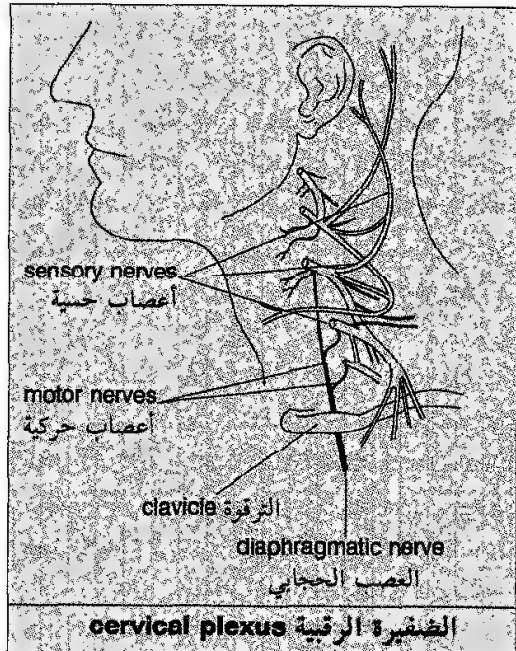 sensory nerves
أعصاب حسية
motor nerves
أعصاب حركية
clavicle الترقوة
diaphragmatic nerve
العصب الحجابي
cervical plexus الضفيرة الرقبية